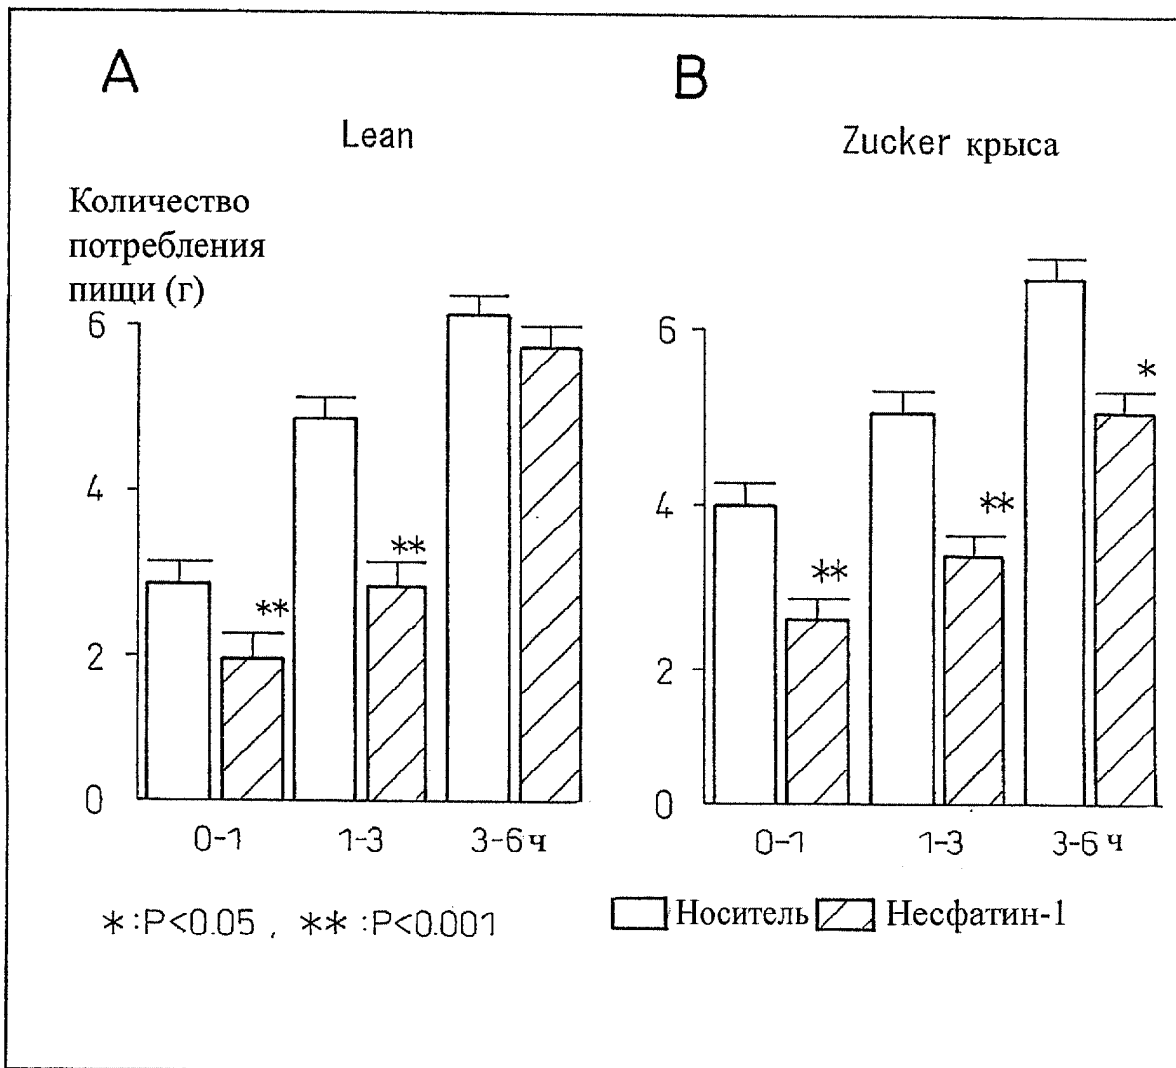 A
Lean
Количество
потребления
пищи (г)
6
4
2
0
**
**
0-1
1-3
3-6 ч
B
Zucker крыса
6
4
2
0
**
**
*
0-1
1-3
3-6 ч
*:P<0.05 , ** :P<0.001
Носитель
Несфатин-1